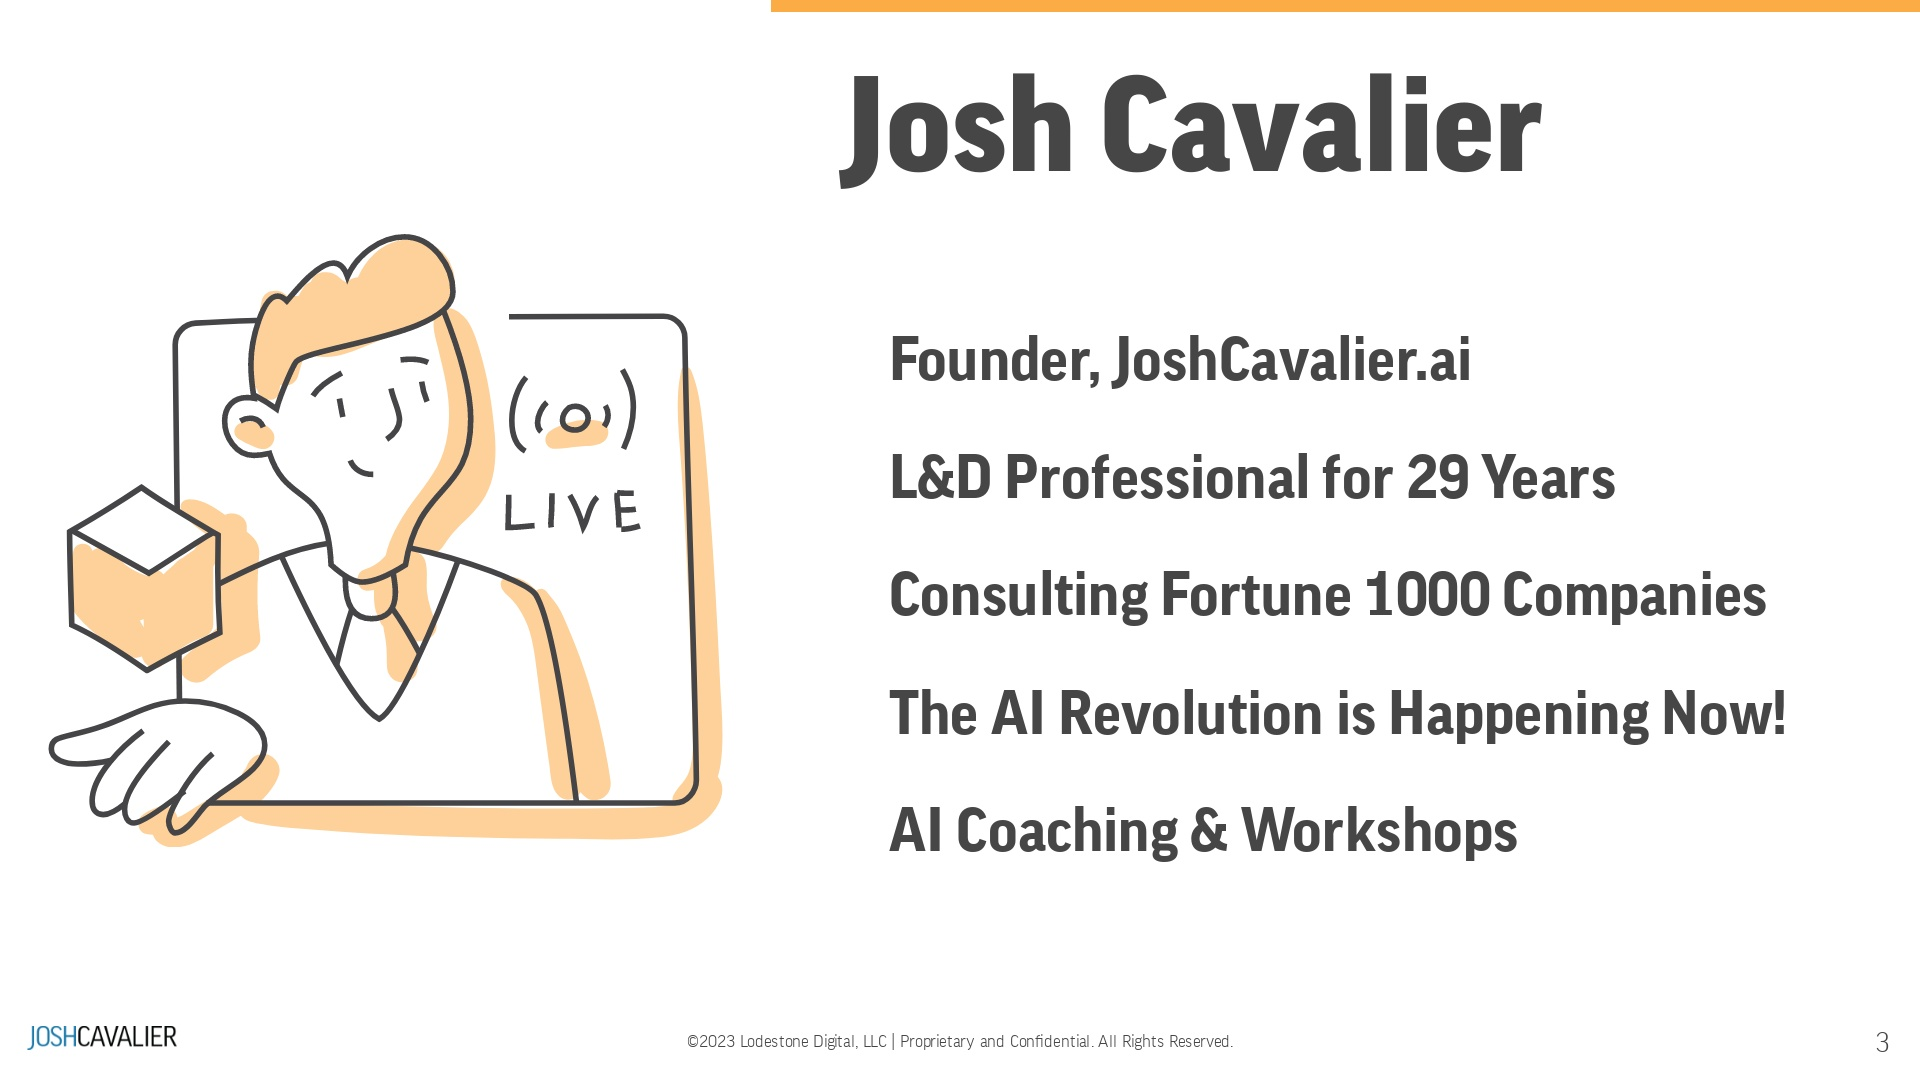 Josh Cavalier
LIVE
Founder, JoshCavalier.ai
L&D Professional for 29 Years
Consulting Fortune 1000 Companies
The AI Revolution is Happening Now!
AI Coaching & Workshops
JOSHCAVALIER
©2023 Lodestone Digital, LLC | Proprietary and Confidential. All Rights Reserved.
3